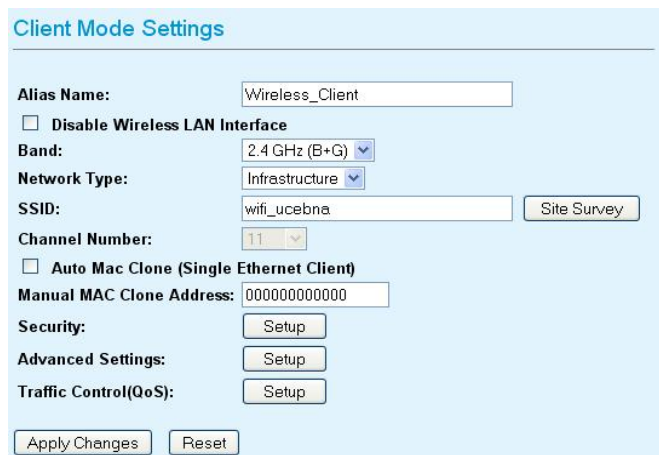 Client Mode Settings
Alias Name: Wireless_Client
Disable Wireless LAN Interface
Band: 2.4 GHz (B+G)
Network Type: Infrastructure
SSID: wifi_ucebna Site Survey
Channel Number: 11
Auto Mac Clone (Single Ethernet Client)
Manual MAC Clone Address: 000000000000
Security: Setup
Advanced Settings: Setup
Traffic Control(QoS): Setup
Apply Changes Reset